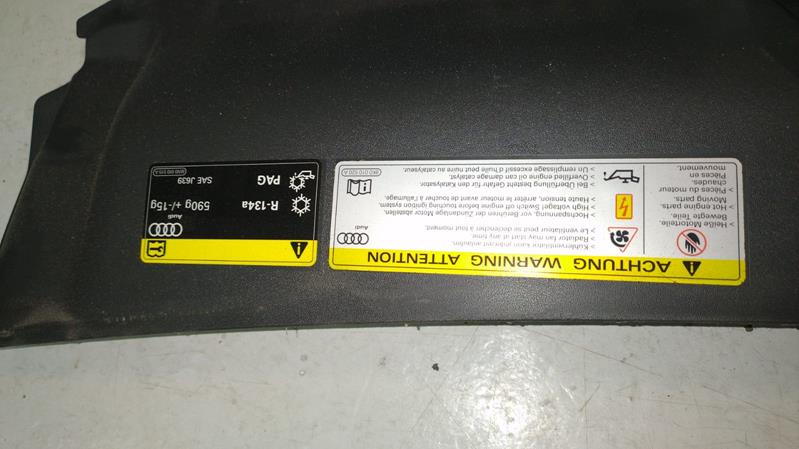 ACHTUNG WARNING ATTENTION
> Heiße Motorteile.
Bewegte Teile.
> Hot engine parts.
Moving parts.
> Pièces du moteur
chaudes.
Pièces en
mouvement.
> Kühlerventilator kann jederzeit anlaufen.
> Radiator fan may start at any time.
> Le ventilateur peut se déclencher à tout moment.
> Hochspannung. Vor Berühren der Zündanlage Motor abstellen.
> High voltage! Switch off engine before touching ignition system.
> Haute tension, arrêter le moteur avant de toucher à l'allumage.
> Bei Überfüllung besteht Gefahr für den Katalysator.
> Overfilled engine oil can damage catalyst.
> Un remplissage excessif d'huile peut nuire au catalyseur.
Audi
8K0 010 120 A
Audi
R-134a 590g +/- 15g
PAG SAE J639